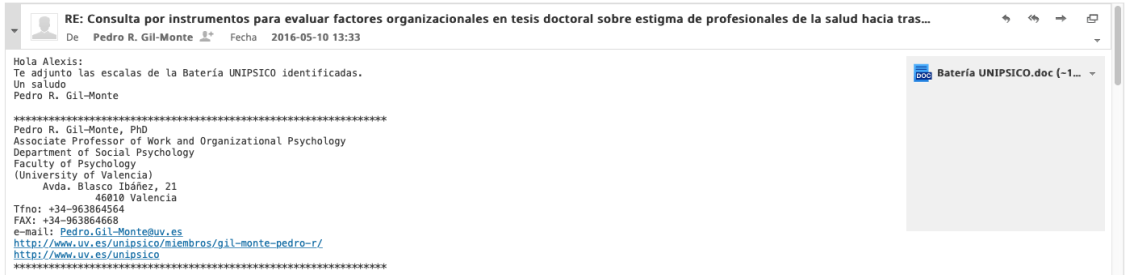 RE: Consulta por instrumentos para evaluar factores organizacionales en tesis doctoral sobre estigma de profesionales de la salud hacia tras...
De Pedro R. Gil-Monte Fecha 2016-05-10 13:33
Hola Alexis:
Te adjunto las escalas de la Batería UNIPSICO identificadas.
Un saludo
Pedro R. Gil-Monte
Batería UNIPSICO.doc (~1...
DOC
****************************************************************
Pedro R. Gil-Monte, PhD
Associate Professor of Work and Organizational Psychology
Department of Social Psychology
Faculty of Psychology
(University of Valencia)
Avda. Blasco Ibáñez, 21
46010 Valencia
Tfno: +34-963864564
FAX: +34-963864668
e-mail: Pedro.Gil-Monte@uv.es
http://www.uv.es/unipsico/miembros/gil-monte-pedro-r/
http://www.uv.es/unipsico
****************************************************************